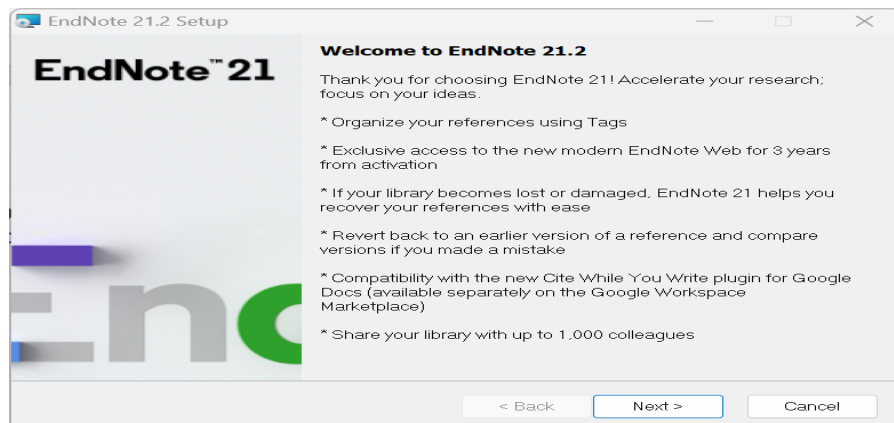 EndNote 21.2 Setup
EndNote™21
Welcome to EndNote 21.2
Thank you for choosing EndNote 21! Accelerate your research;
focus on your ideas.
* Organize your references using Tags
* Exclusive access to the new modern EndNote Web for 3 years
from activation
* If your library becomes lost or damaged, EndNote 21 helps you
recover your references with ease
* Revert back to an earlier version of a reference and compare
versions if you made a mistake
* Compatibility with the new Cite While You Write plugin for Google
Docs (available separately on the Google Workspace
Marketplace)
* Share your library with up to 1,000 colleagues
< Back
Next >
Cancel